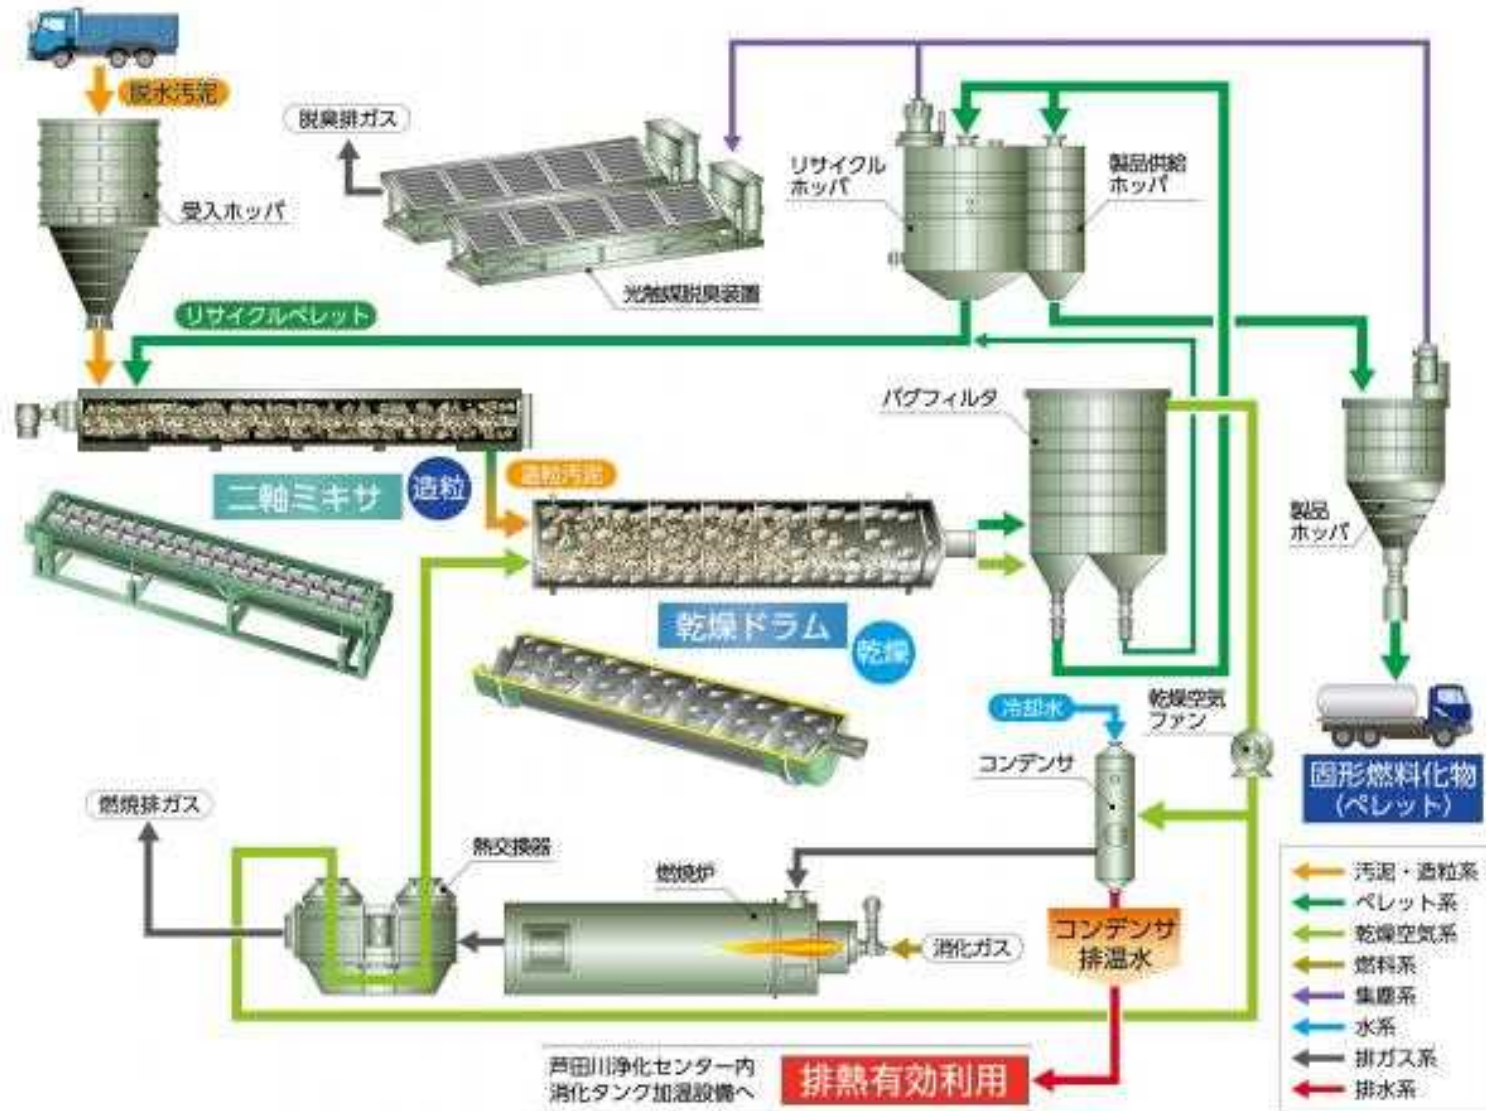 脱水汚泥
脱臭排ガス
受入ホッパ
光触媒脱臭装置
リサイクル
ホッパ
製品供給
ホッパ
リサイクルペレット
バグフィルタ
二軸ミキサ
造粒
造粒汚泥
製品
ホッパ
乾燥ドラム
乾燥
冷却水
乾燥空気
ファン
コンデンサ
固形燃料化物
(ペレット)
燃焼排ガス
熱交換器
燃焼炉
消化ガス
コンデンサ
排温水
汚泥・造粒系
ペレット系
乾燥空気系
燃料系
集塵系
水系
排ガス系
排水系
芦田川浄化センター内
消化タンク加温設備へ
排熱有効利用